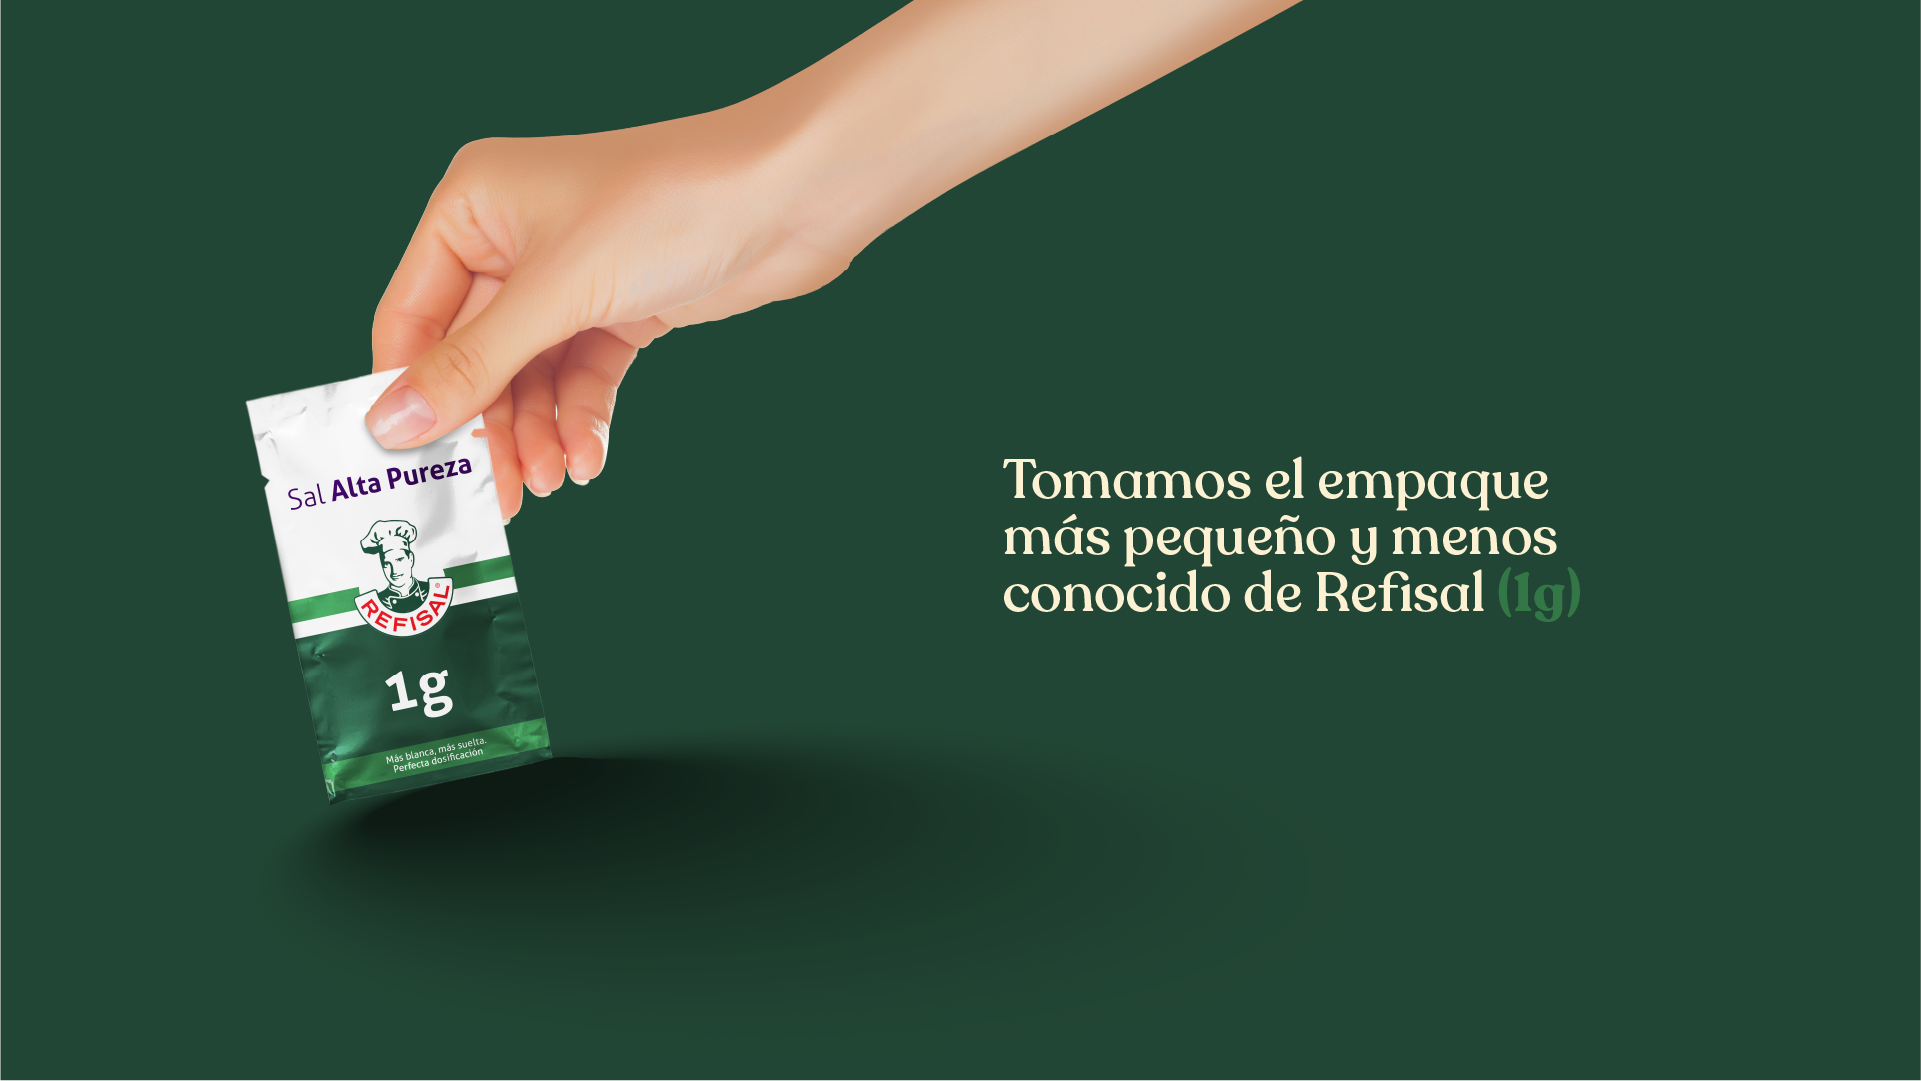 Sal Alta Pureza
REFISAL®
1g
Más blanca, más suelta.
Perfecta dosificación
Tomamos el empaque
más pequeño y menos
conocido de Refisal (1g)